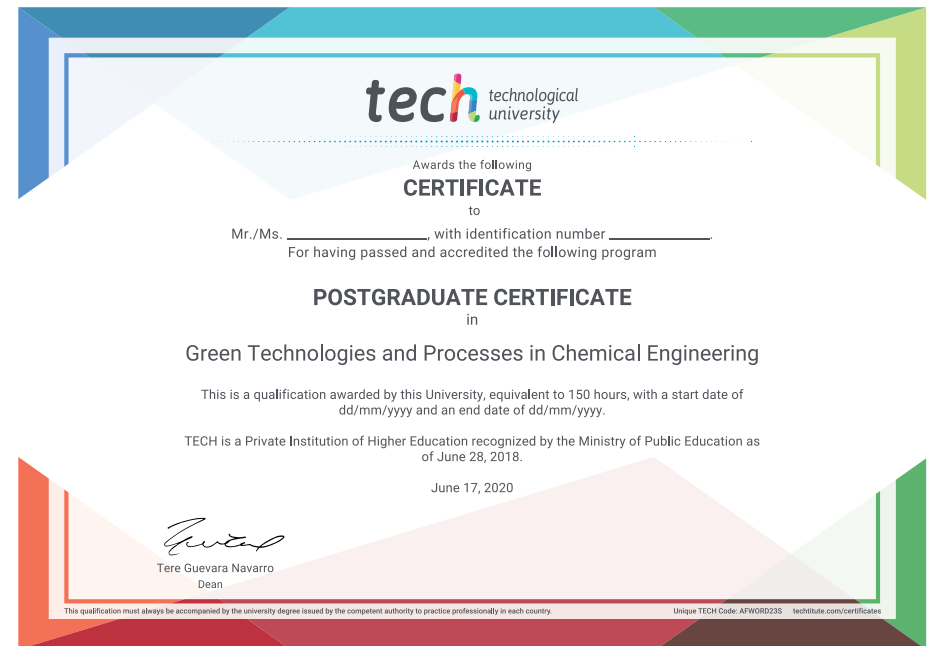 tech technological
university
Awards the following
CERTIFICATE
to
Mr./Ms. ____________________, with identification number ______________.
For having passed and accredited the following program
POSTGRADUATE CERTIFICATE
in
Green Technologies and Processes in Chemical Engineering
This is a qualification awarded by this University, equivalent to 150 hours, with a start date of
dd/mm/yyyy and an end date of dd/mm/yyyy.
TECH is a Private Institution of Higher Education recognized by the Ministry of Public Education as
of June 28, 2018.
June 17, 2020
Tere Guevara Navarro
Dean
This qualification must always be accompanied by the university degree issued by the competent authority to practice professionally in each country. Unique TECH Code: AFWORD23S techtitute.com/certificates